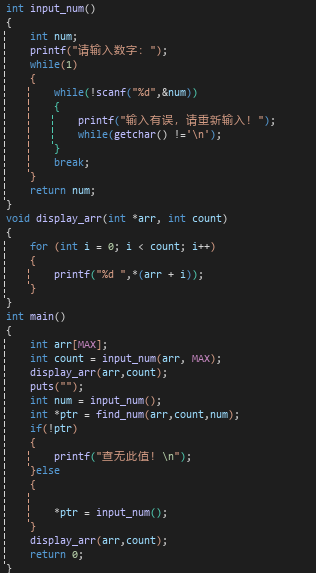 int input_num()
{
    int num;
    printf("请输入数字: ");
    while(1)
    {
        while(!scanf("%d",&num))
        {
            printf("输入有误, 请重新输入! ");
            while(getchar() !='\n');
        }
        break;
    }
    return num;
}
void display_arr(int *arr, int count)
{
    for (int i = 0; i < count; i++)
    {
        printf("%d ",*(arr + i));
    }
}
int main()
{
    int arr[MAX];
    int count = input_num(arr, MAX);
    display_arr(arr,count);
    puts("");
    int num = input_num();
    int *ptr = find_num(arr,count,num);
    if(!ptr)
    {
        printf("查无此值! \n");
    }else
    {

        *ptr = input_num();
    }
    display_arr(arr,count);
    return 0;
}